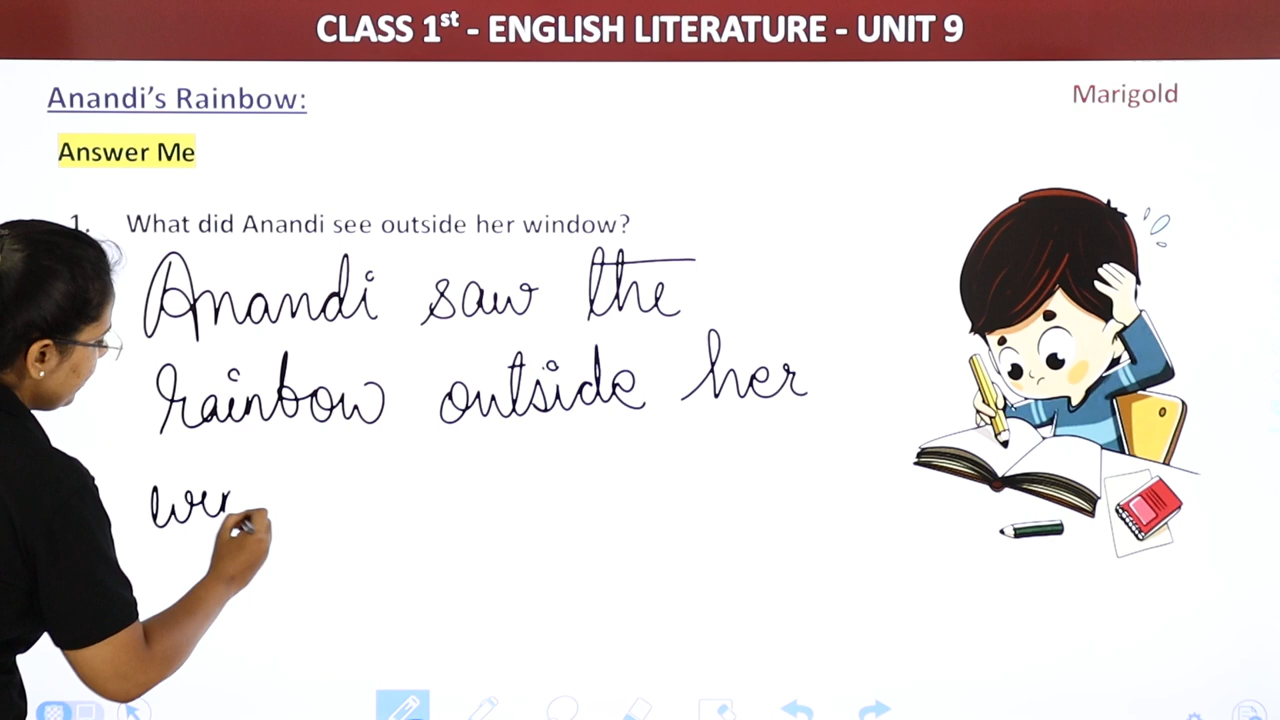 CLASS 1st - ENGLISH LITERATURE - UNIT 9
Anandi's Rainbow:
Marigold
Answer Me
1. What did Anandi see outside her window?
Anandi saw the
rainbow outside her
win